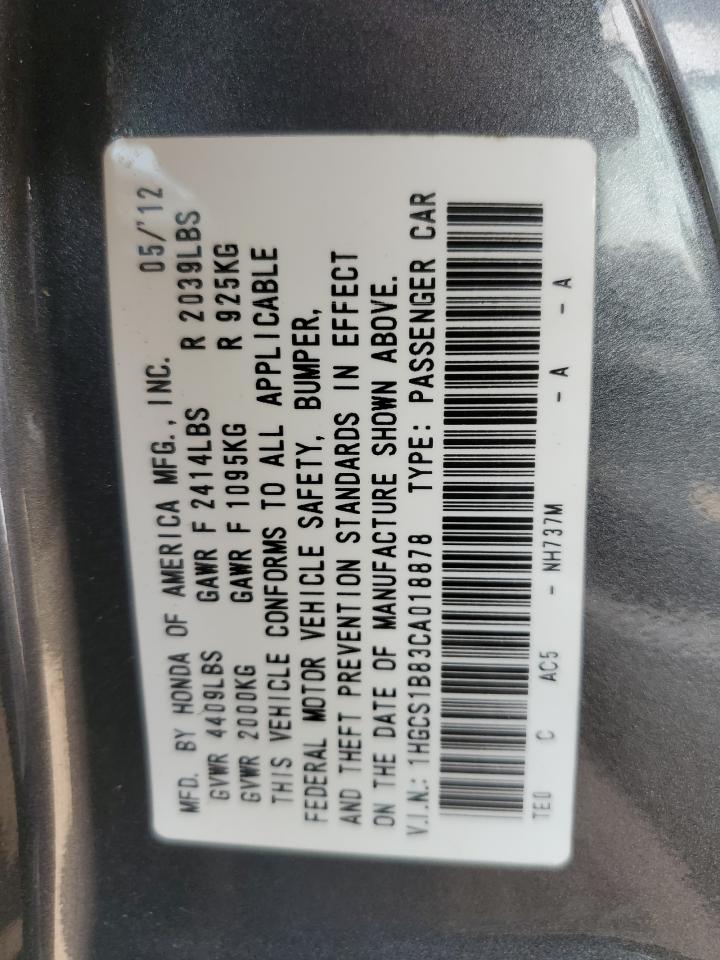 MFD. BY HONDA OF AMERICA MFG., INC. 05/'12
GVWR 4409LBS GAWR F 2414LBS R 2039LBS
GVWR 2000KG GAWR F 1095KG R 925KG
THIS VEHICLE CONFORMS TO ALL APPLICABLE
FEDERAL MOTOR VEHICLE SAFETY, BUMPER,
AND THEFT PREVENTION STANDARDS IN EFFECT
ON THE DATE OF MANUFACTURE SHOWN ABOVE.
V.I.N.: 1HGCS1B83CA018878 TYPE: PASSENGER CAR
TE0 C AC5 - NH737M - A - A